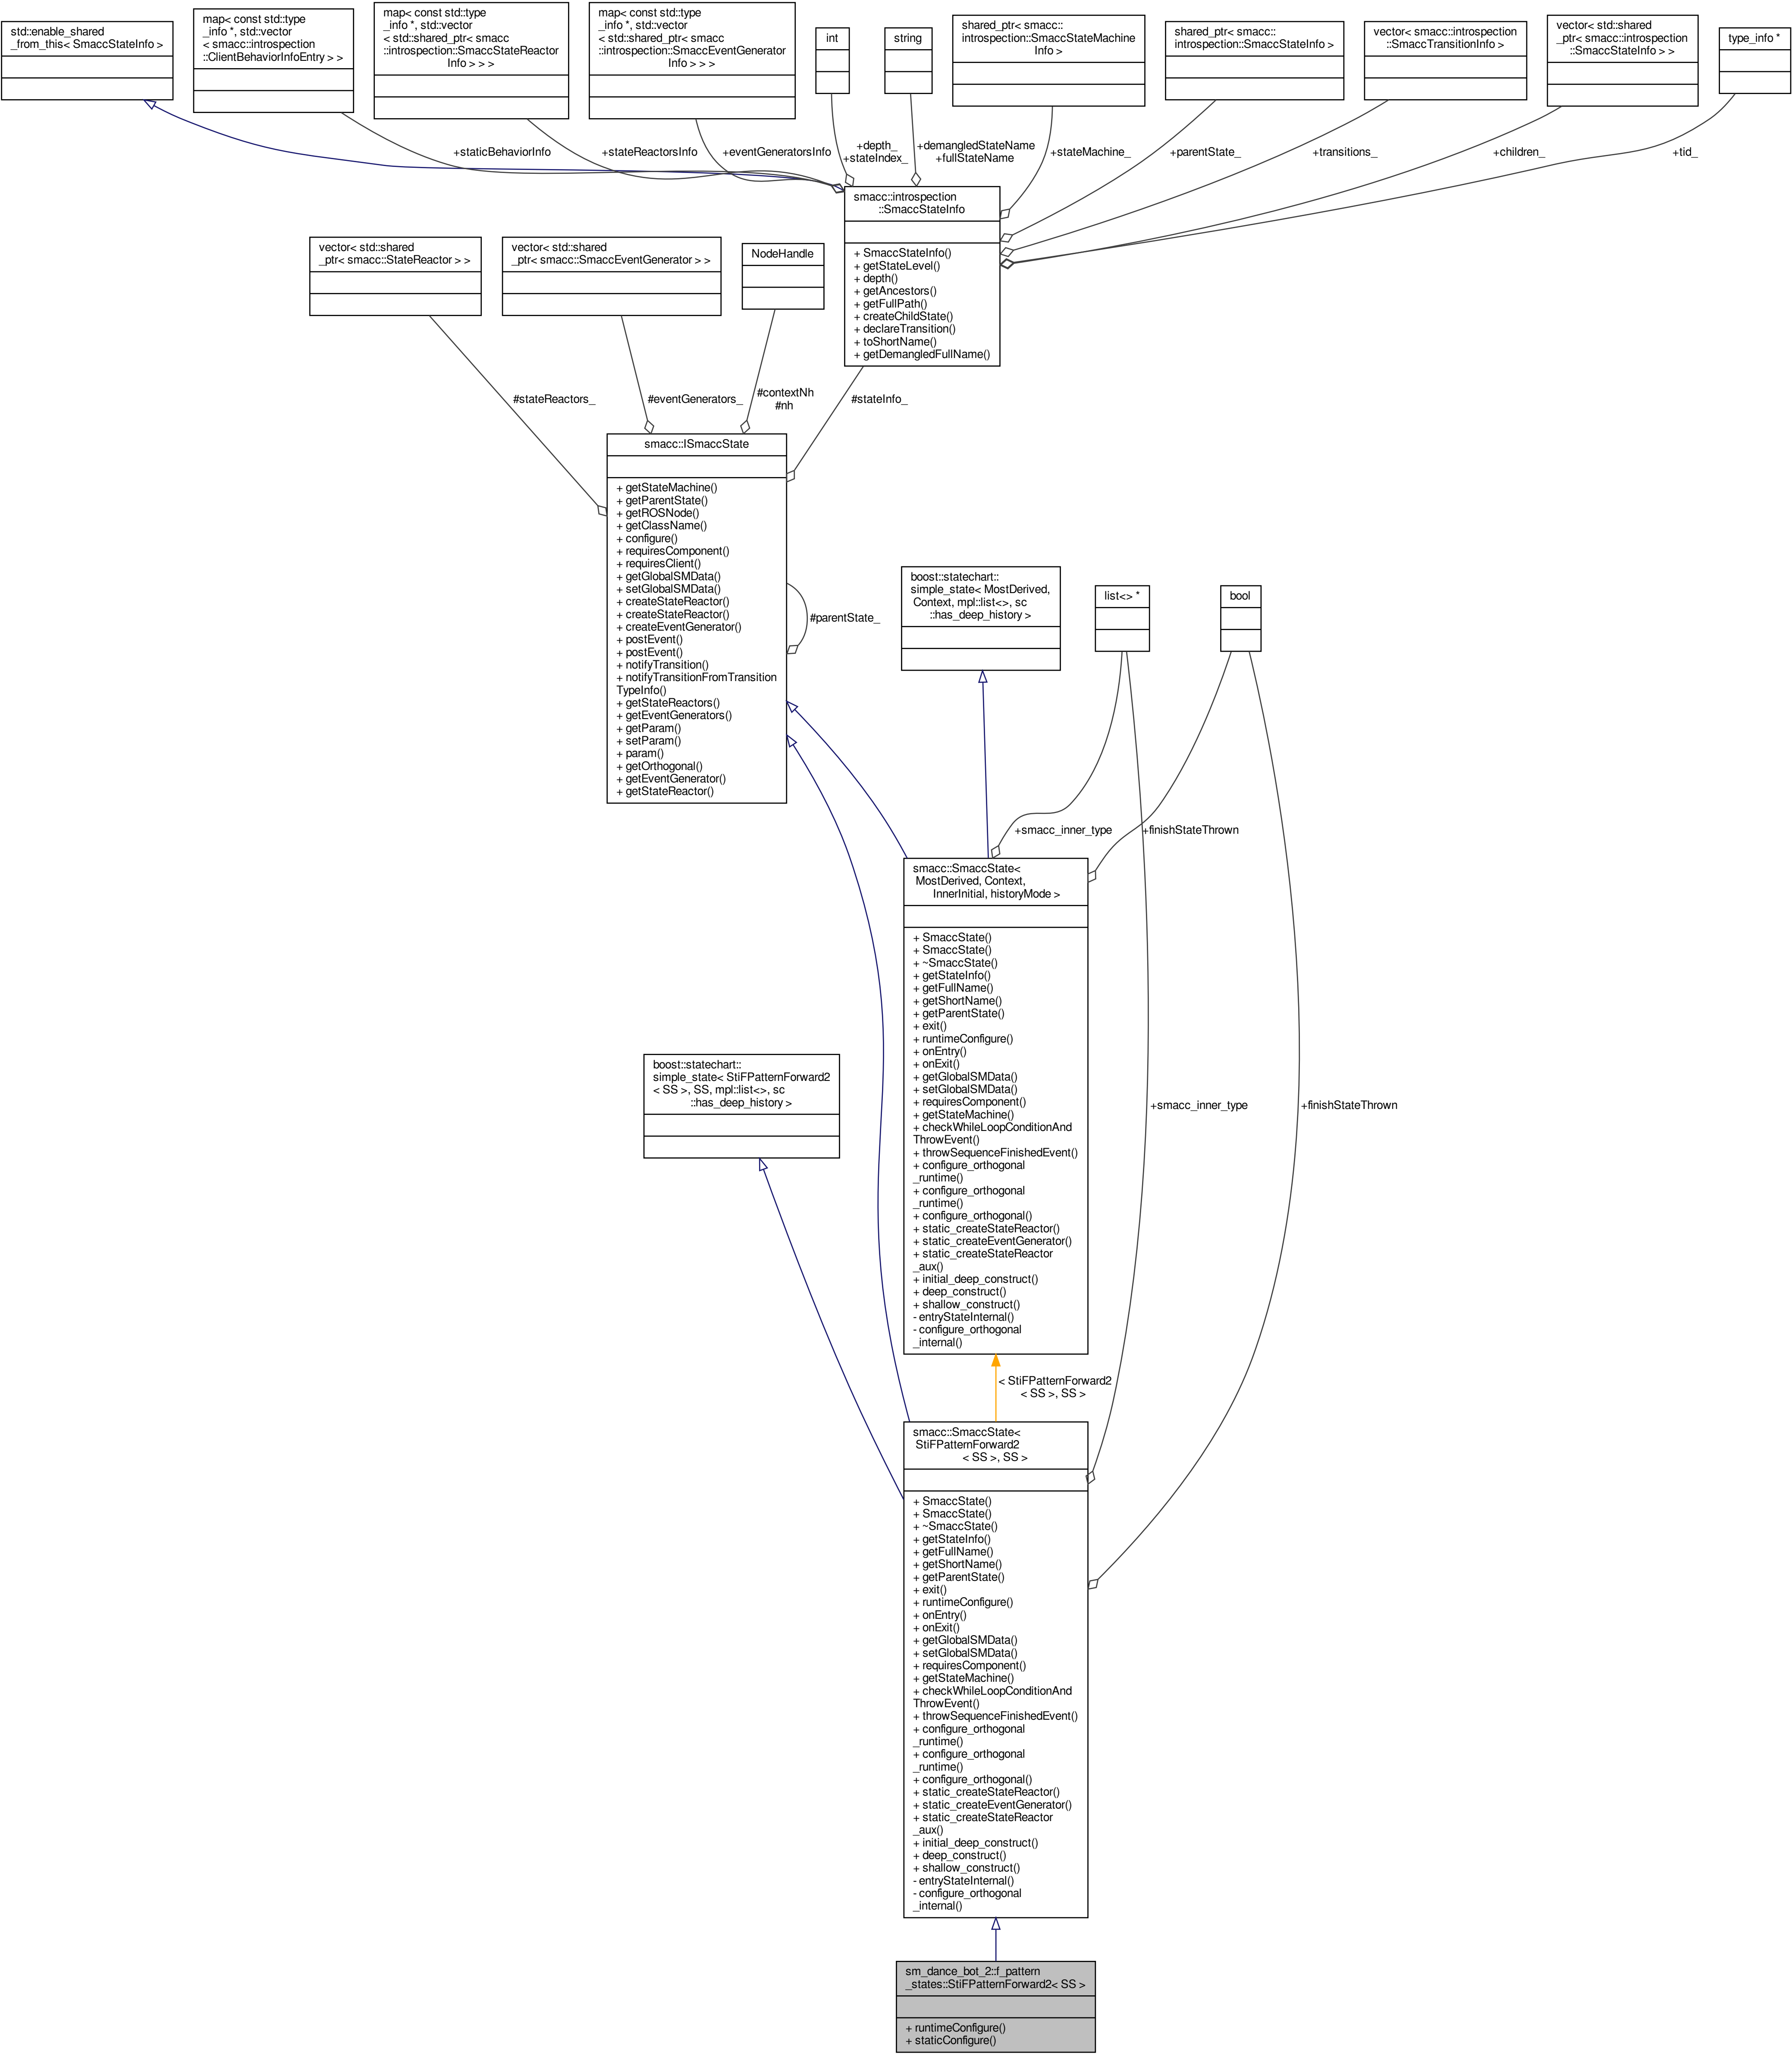 std::enable_shared
_from_this< SmaccStateInfo >
map< const std::type
_info *, std::vector
< smacc::introspection
::ClientBehaviorInfoEntry > >
map< const std::type
_info *, std::vector
< std::shared_ptr< smacc
::introspection::SmaccStateReactor
Info > > >
map< const std::type
_info *, std::vector
< std::shared_ptr< smacc
::introspection::SmaccEventGenerator
Info > > >
int
string
shared_ptr< smacc::
introspection::SmaccStateMachine
Info >
shared_ptr< smacc::
introspection::SmaccStateInfo >
vector< smacc::introspection
::SmaccTransitionInfo >
vector< std::shared
_ptr< smacc::introspection
::SmaccStateInfo > >
type_info *
+staticBehaviorInfo
+stateReactorsInfo
+eventGeneratorsInfo
+depth_
+stateIndex_
+demangledStateName
+fullStateName
+stateMachine_
+parentState_
+transitions_
+children_
+tid_
smacc::introspection
::SmaccStateInfo
+ SmaccStateInfo()
+ getStateLevel()
+ depth()
+ getAncestors()
+ getFullPath()
+ createChildState()
+ declareTransition()
+ toShortName()
+ getDemangledFullName()
vector< std::shared
_ptr< smacc::StateReactor > >
vector< std::shared
_ptr< smacc::SmaccEventGenerator > >
NodeHandle
#stateReactors_
#eventGenerators_
#contextNh
#nh
#stateInfo_
smacc::ISmaccState
+ getStateMachine()
+ getParentState()
+ getROSNode()
+ getClassName()
+ configure()
+ requiresComponent()
+ requiresClient()
+ getGlobalSMData()
+ setGlobalSMData()
+ createStateReactor()
+ createStateReactor()
+ createEventGenerator()
+ postEvent()
+ postEvent()
+ notifyTransition()
+ notifyTransitionFromTransition
TypeInfo()
+ getStateReactors()
+ getEventGenerators()
+ getParam()
+ setParam()
+ param()
+ getOrthogonal()
+ getEventGenerator()
+ getStateReactor()
#parentState_
boost::statechart::
simple_state< MostDerived,
Context, mpl::list<>, sc
::has_deep_history >
list<> *
bool
+smacc_inner_type
+finishStateThrown
smacc::SmaccState<
MostDerived, Context,
InnerInitial, historyMode >
+ SmaccState()
+ SmaccState()
+ ~SmaccState()
+ getStateInfo()
+ getFullName()
+ getShortName()
+ getParentState()
+ exit()
+ runtimeConfigure()
+ onEntry()
+ onExit()
+ getGlobalSMData()
+ setGlobalSMData()
+ requiresComponent()
+ getStateMachine()
+ checkWhileLoopConditionAnd
ThrowEvent()
+ throwSequenceFinishedEvent()
+ configure_orthogonal
_runtime()
+ configure_orthogonal
_runtime()
+ configure_orthogonal()
+ static_createStateReactor()
+ static_createEventGenerator()
+ static_createStateReactor
_aux()
+ initial_deep_construct()
+ deep_construct()
+ shallow_construct()
- entryStateInternal()
- configure_orthogonal
_internal()
boost::statechart::
simple_state< StiFPatternForward2
< SS >, SS, mpl::list<>, sc
::has_deep_history >
+smacc_inner_type
+finishStateThrown
< StiFPatternForward2
< SS >, SS >
smacc::SmaccState<
StiFPatternForward2
< SS >, SS >
+ SmaccState()
+ SmaccState()
+ ~SmaccState()
+ getStateInfo()
+ getFullName()
+ getShortName()
+ getParentState()
+ exit()
+ runtimeConfigure()
+ onEntry()
+ onExit()
+ getGlobalSMData()
+ setGlobalSMData()
+ requiresComponent()
+ getStateMachine()
+ checkWhileLoopConditionAnd
ThrowEvent()
+ throwSequenceFinishedEvent()
+ configure_orthogonal
_runtime()
+ configure_orthogonal
_runtime()
+ configure_orthogonal()
+ static_createStateReactor()
+ static_createEventGenerator()
+ static_createStateReactor
_aux()
+ initial_deep_construct()
+ deep_construct()
+ shallow_construct()
- entryStateInternal()
- configure_orthogonal
_internal()
sm_dance_bot_2::f_pattern
_states::StiFPatternForward2< SS >
+ runtimeConfigure()
+ staticConfigure()